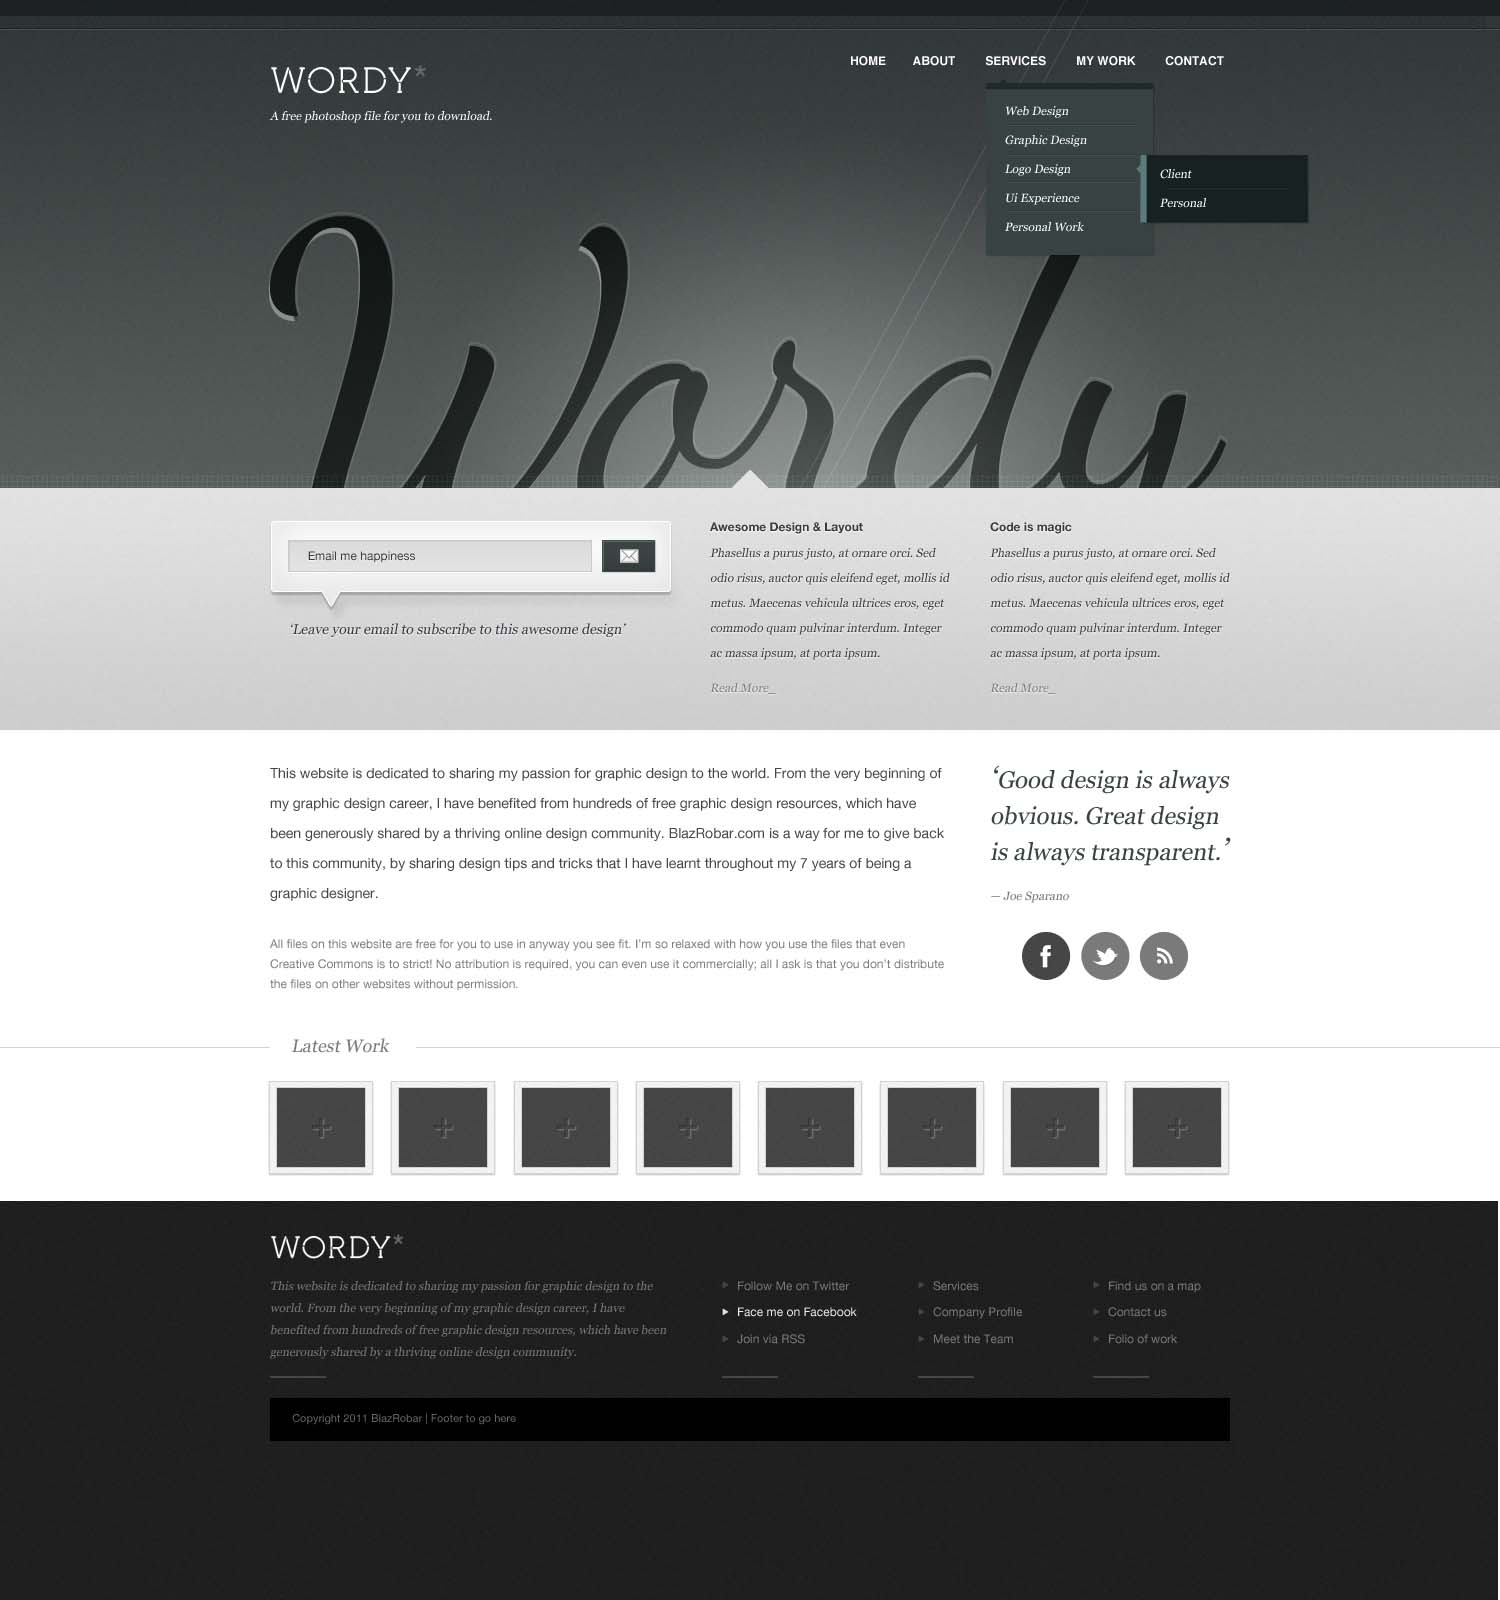 WORDY*
A free photoshop file for you to download.
HOME ABOUT SERVICES MY WORK CONTACT
Web Design
Graphic Design
Logo Design
Ui Experience
Personal Work
Client
Personal
Wordy
Email me happiness
‘Leave your email to subscribe to this awesome design’
Awesome Design & Layout
Phasellus a purus justo, at ornare orci. Sed
odio risus, auctor quis eleifend eget, mollis id
metus. Maecenas vehicula ultrices eros, eget
commodo quam pulvinar interdum. Integer
ac massa ipsum, at porta ipsum.
Read More_
Code is magic
Phasellus a purus justo, at ornare orci. Sed
odio risus, auctor quis eleifend eget, mollis id
metus. Maecenas vehicula ultrices eros, eget
commodo quam pulvinar interdum. Integer
ac massa ipsum, at porta ipsum.
Read More_
This website is dedicated to sharing my passion for graphic design to the world. From the very beginning of
my graphic design career, I have benefited from hundreds of free graphic design resources, which have
been generously shared by a thriving online design community. BlazRobar.com is a way for me to give back
to this community, by sharing design tips and tricks that I have learnt throughout my 7 years of being a
graphic designer.
All files on this website are free for you to use in anyway you see fit. I’m so relaxed with how you use the files that even
Creative Commons is to strict! No attribution is required, you can even use it commercially; all I ask is that you don’t distribute
the files on other websites without permission.
‘Good design is always
obvious. Great design
is always transparent.’
— Joe Sparano
Latest Work
WORDY*
This website is dedicated to sharing my passion for graphic design to the
world. From the very beginning of my graphic design career, I have
benefited from hundreds of free graphic design resources, which have been
generously shared by a thriving online design community.
Follow Me on Twitter
Face me on Facebook
Join via RSS
Services
Company Profile
Meet the Team
Find us on a map
Contact us
Folio of work
Copyright 2011 BlazRobar | Footer to go here